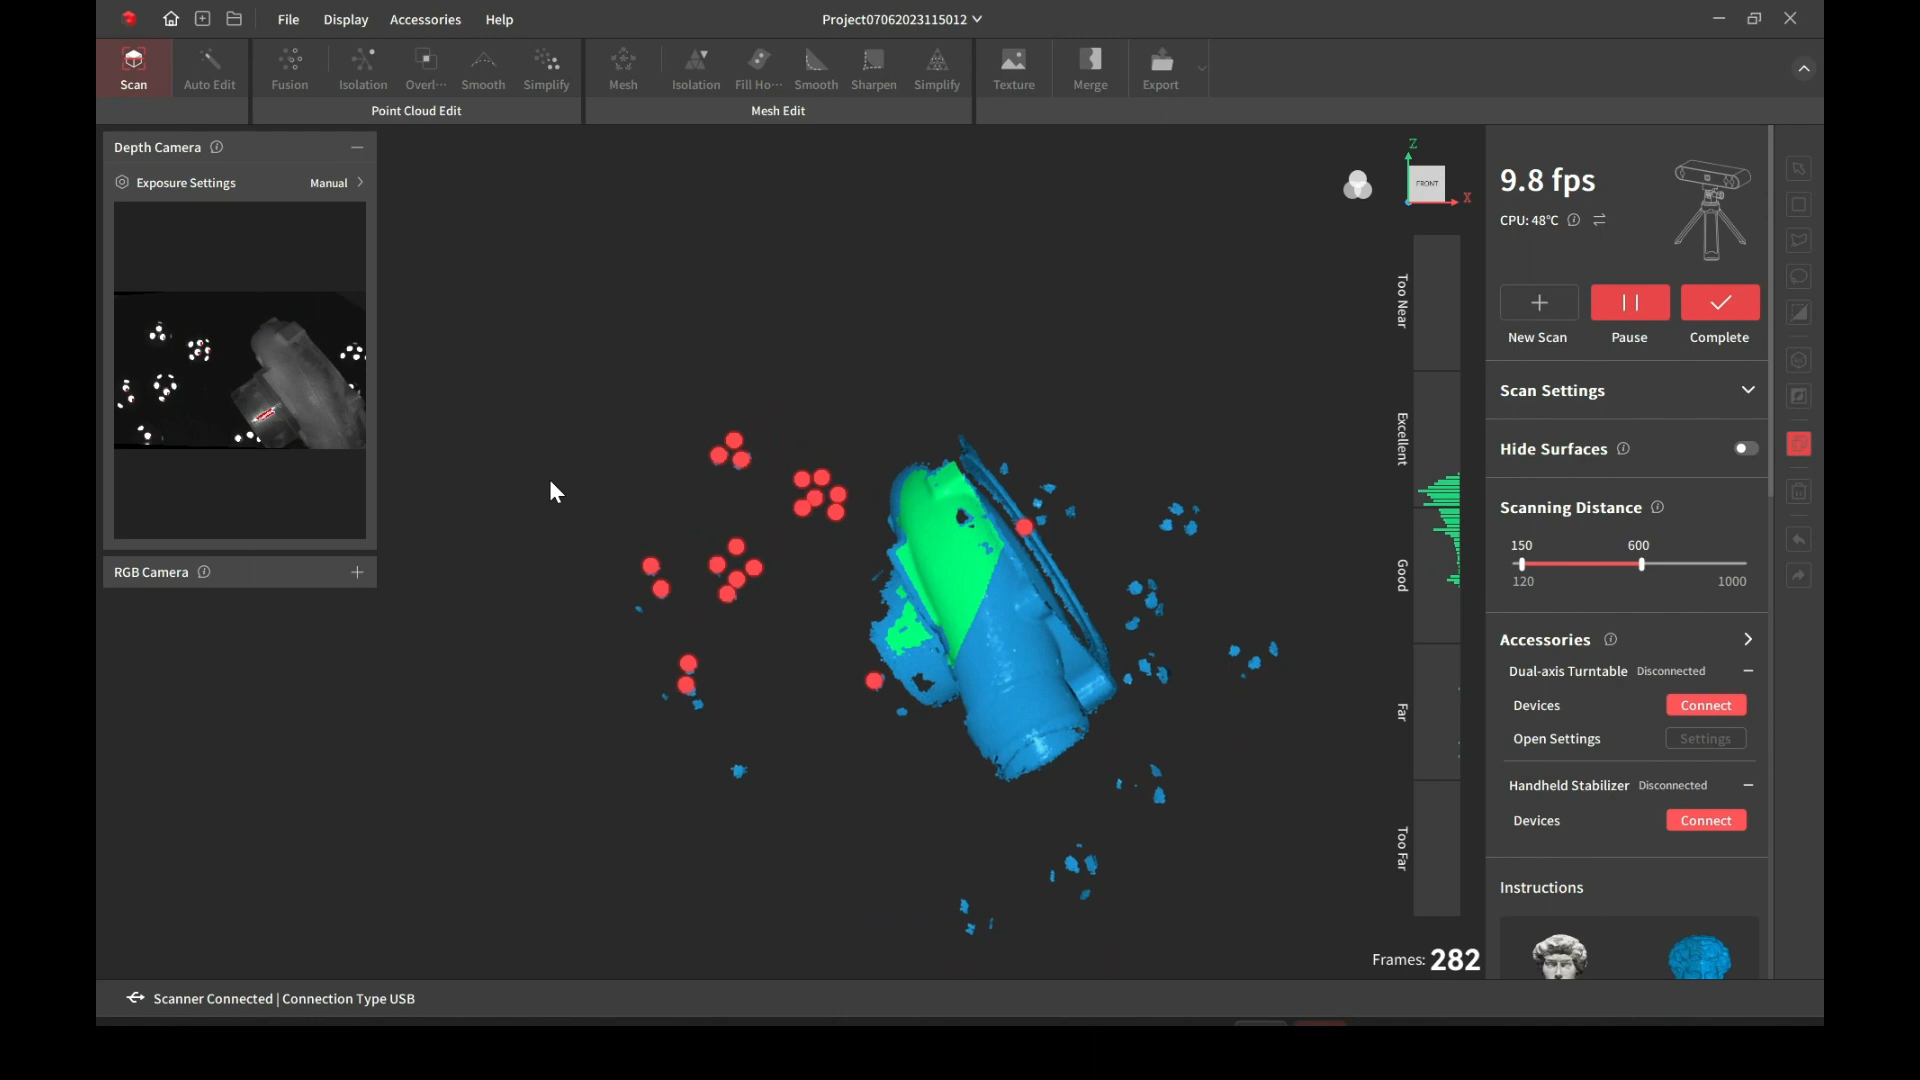 File Display Accessories Help Project07062023115012
Scan Auto Edit Fusion Isolation Overl··· Smooth Simplify Mesh Isolation Fill Ho··· Smooth Sharpen Simplify Texture Merge Export
Point Cloud Edit Mesh Edit
Depth Camera
Exposure Settings Manual
RGB Camera
Z
FRONT
X
Too Near
Excellent
Good
Far
Too Far
Frames: 282
9.8 fps
CPU: 48°C
New Scan Pause Complete
Scan Settings
Hide Surfaces
Scanning Distance
150 600
120 1000
Accessories
Dual-axis Turntable Disconnected
Devices Connect
Open Settings Settings
Handheld Stabilizer Disconnected
Devices Connect
Instructions
Scanner Connected | Connection Type USB